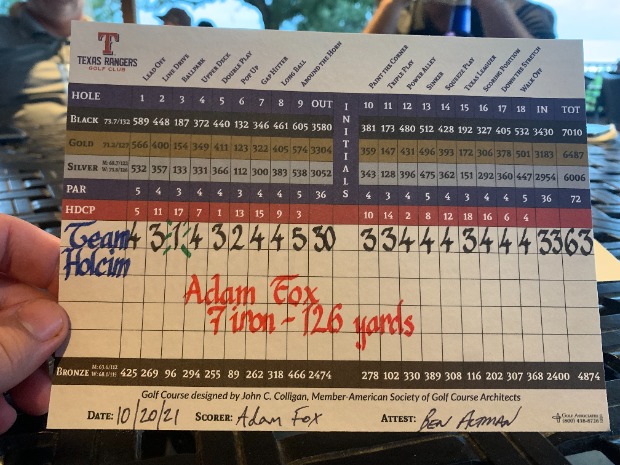 T
TEXAS RANGERS
GOLF CLUB
LEAD OFF
LINE DRIVE
BALLPARK
UPPER DECK
DOUBLE PLAY
POP UP
GAP HITTER
LONG BALL
AROUND THE HORN
PAINT THE CORNER
TRIPLE PLAY
POWER ALLEY
SINKER
SQUEEZE PLAY
TEXAS LEAGUER
SCORING POSITION
DOWN THE STRETCH
WALK OFF
HOLE 1 2 3 4 5 6 7 8 9 OUT INITIALS 10 11 12 13 14 15 16 17 18 IN TOT
BLACK 73.7/132 589 448 187 372 440 132 346 461 605 3580 381 173 480 512 428 192 327 405 532 3430 7010
GOLD 566 400 154 349 411 123 322 405 574 3304 359 147 431 496 393 172 306 378 501 3183 6487
SILVER 532 357 133 331 366 112 300 383 538 3052 343 128 396 475 362 151 292 360 447 2954 6006
PAR 5 4 3 4 4 3 4 4 5 36 4 3 4 5 4 3 4 4 5 36 72
HDCP 5 11 17 7 1 13 15 9 3 10 14 2 8 12 18 16 6 4
Team 4 3 1 4 3 2 4 4 5 30 3 3 4 4 4 3 4 4 4 33 63
Holcim
Adam Fox
7 iron - 126 yards
BRONZE 425 269 96 294 255 89 262 318 466 2474 278 102 330 389 308 116 202 307 368 2400 4874
Golf Course designed by John C. Colligan, Member-American Society of Golf Course Architects
DATE: 10/20/21 SCORER: Adam Fox ATTEST: BEN ALTMAN
GOLF ASSOCIATES